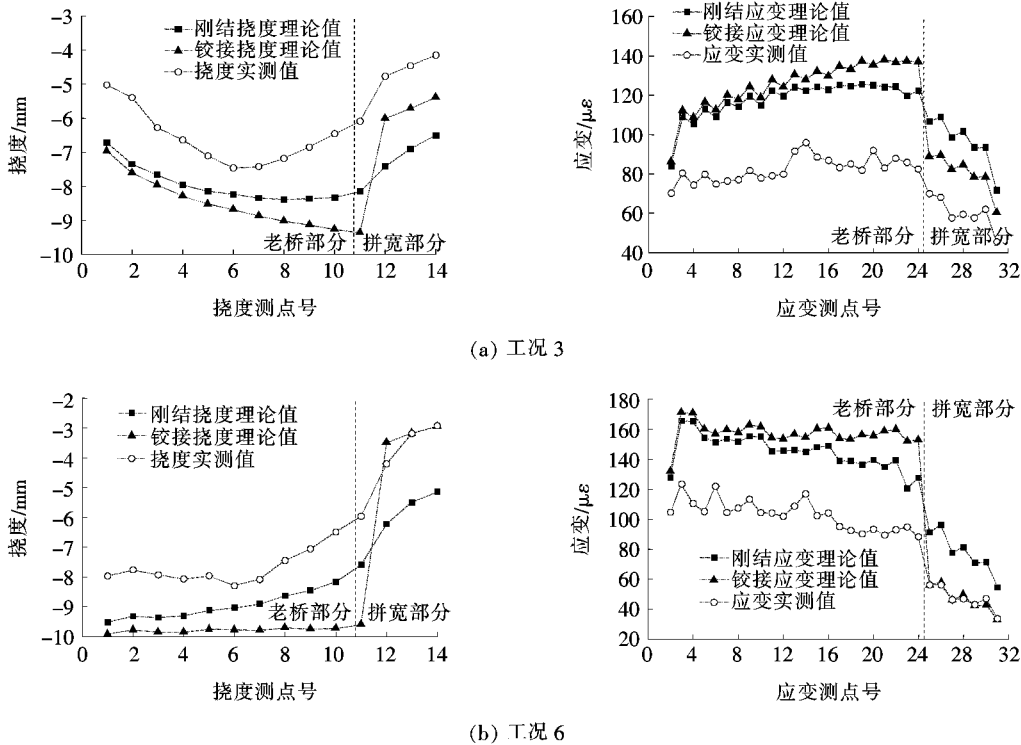 -3
-4
-5
-6
-7
-8
-9
-10
挠度/mm
刚结挠度理论值
铰接挠度理论值
挠度实测值
老桥部分
拼宽部分
0 2 4 6 8 10 12 14
挠度测点号
160
140
120
100
80
60
40
应变/με
刚结应变理论值
铰接应变理论值
应变实测值
老桥部分
拼宽部分
0 4 8 12 16 20 24 28 32
应变测点号
(a) 工况 3
-2
-3
-4
-5
-6
-7
-8
-9
-10
挠度/mm
刚结挠度理论值
铰接挠度理论值
挠度实测值
老桥部分
拼宽部分
0 2 4 6 8 10 12 14
挠度测点号
180
160
140
120
100
80
60
40
20
应变/με
老桥部分
拼宽部分
刚结应变理论值
铰接应变理论值
应变实测值
0 4 8 12 16 20 24 28 32
应变测点号
(b) 工况 6